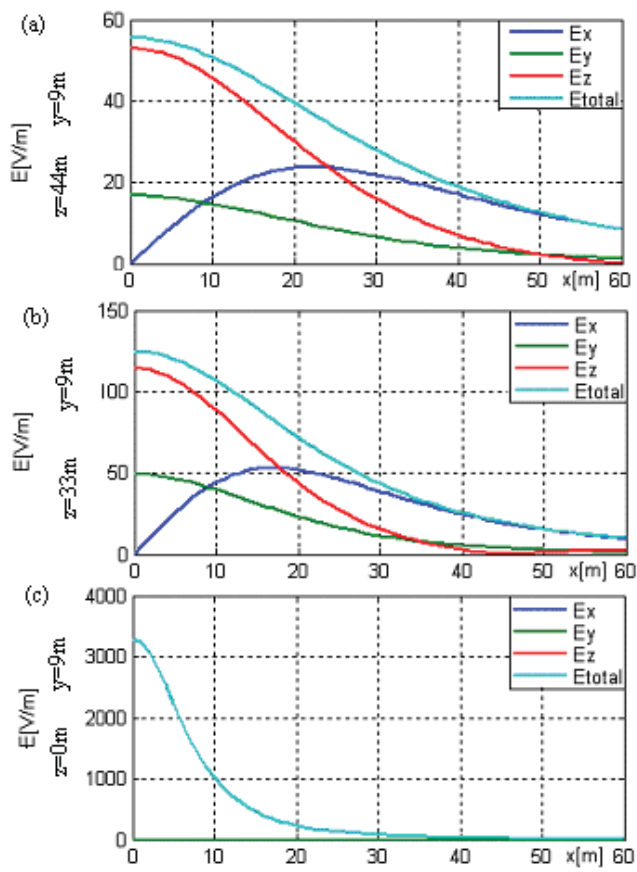 (a)
z=44m y=9m
E[V/m]
60
40
20
0
Ex
Ey
Ez
Etotal
0 10 20 30 40 50 x[m] 60
(b)
z=33m y=9m
E[V/m]
150
100
50
0
Ex
Ey
Ez
Etotal
0 10 20 30 40 50 x[m] 60
(c)
z=0m y=9m
E[V/m]
4000
3000
2000
1000
0
Ex
Ey
Ez
Etotal
0 10 20 30 40 50 x[m] 60